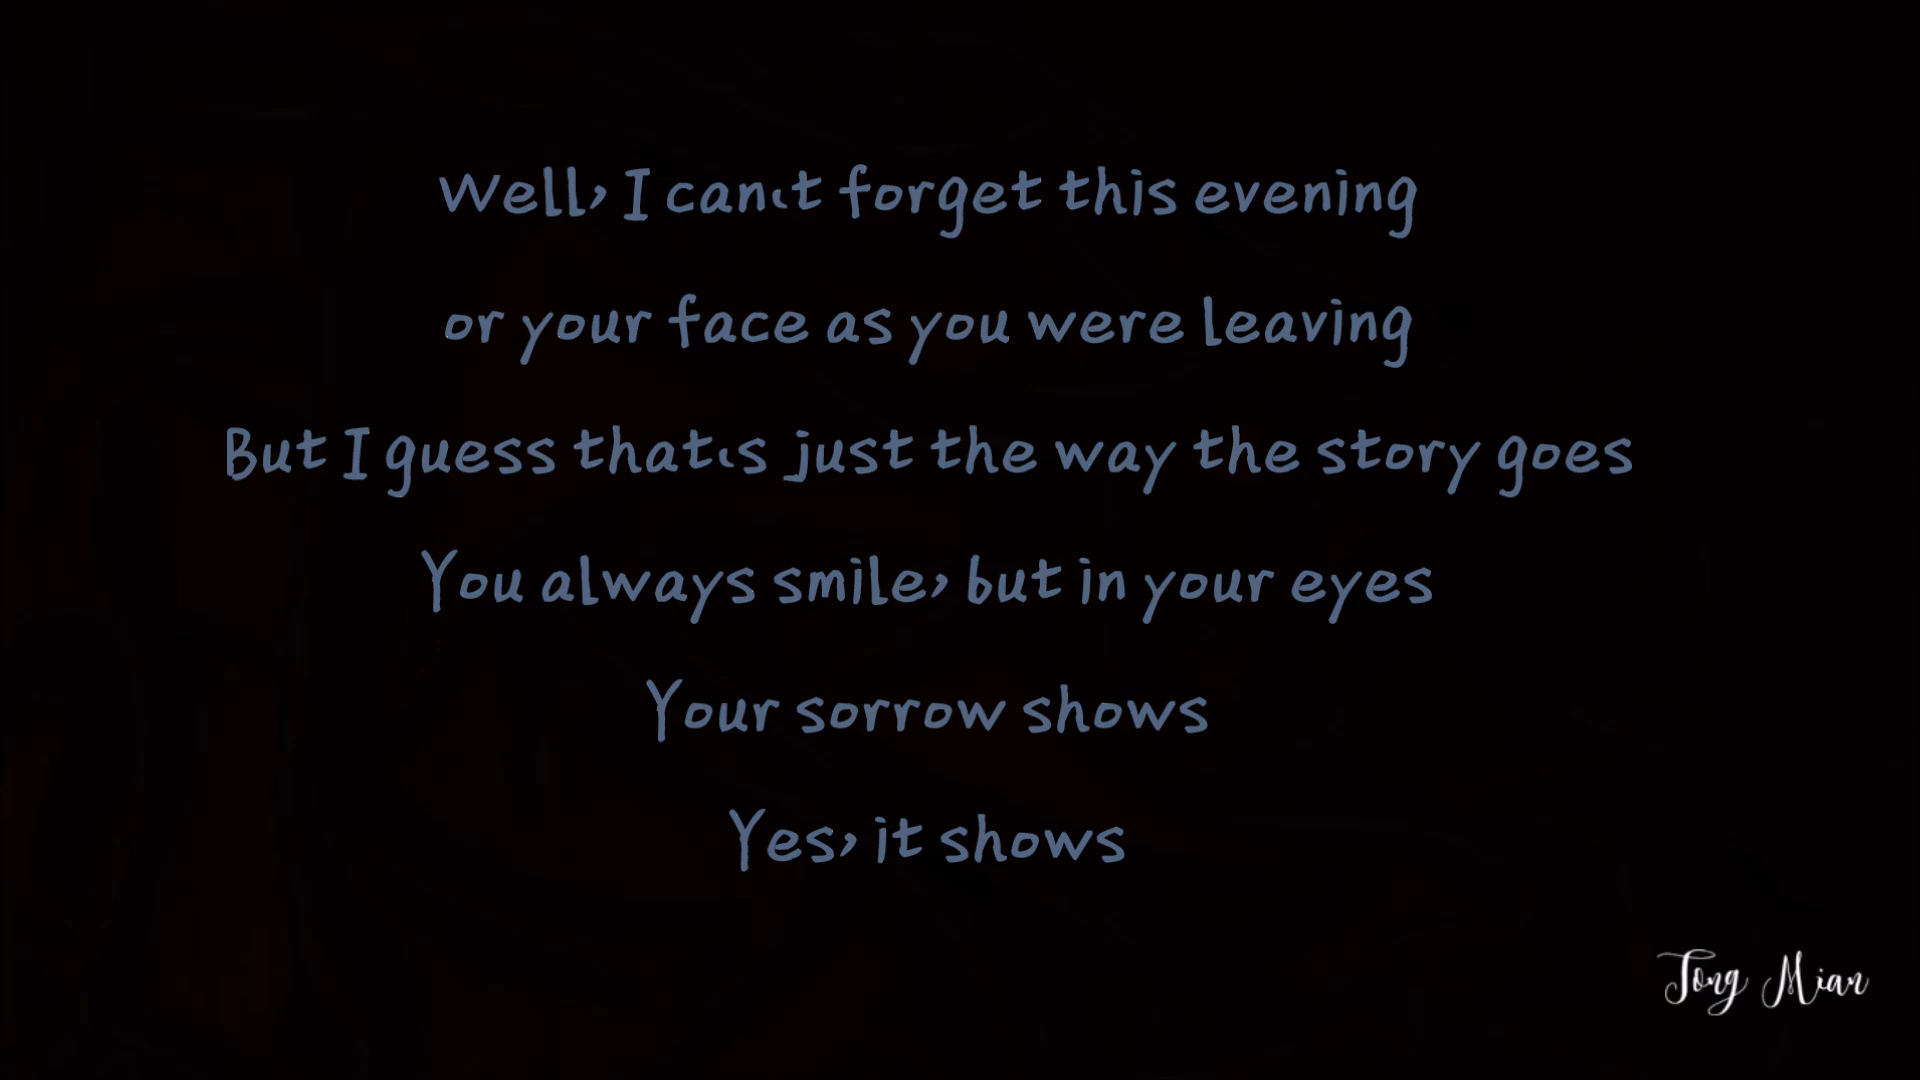 Well, I can't forget this evening
or your face as you were leaving
But I guess that's just the way the story goes
You always smile, but in your eyes
Your sorrow shows
Yes, it shows
Tong Mian